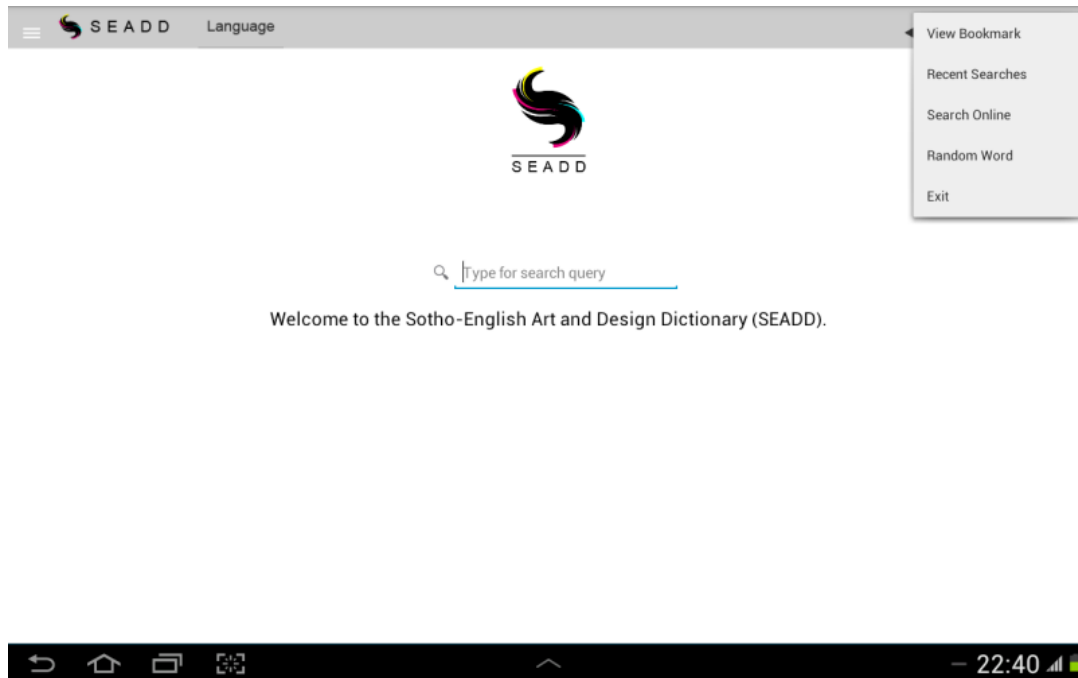 SEADD Language
View Bookmark
Recent Searches
Search Online
Random Word
Exit
SEADD
Type for search query
Welcome to the Sotho-English Art and Design Dictionary (SEADD).
22:40